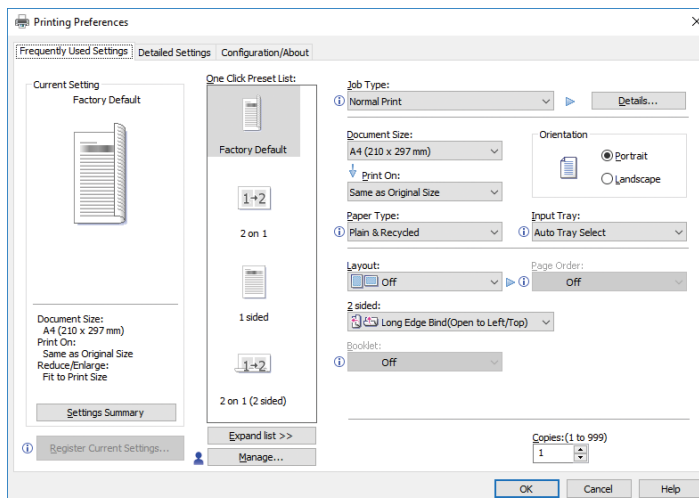 Printing Preferences
Frequently Used Settings Detailed Settings Configuration/About
Current Setting
Factory Default
Document Size:
A4 (210 x 297 mm)
Print On:
Same as Original Size
Reduce/Enlarge:
Fit to Print Size
Settings Summary
Register Current Settings...
One Click Preset List:
Factory Default
1→2
2 on 1
1 sided
1→2
2 on 1 (2 sided)
Expand list >>
Manage...
Job Type:
Normal Print
Details...
Document Size:
A4 (210 x 297 mm)
Print On:
Same as Original Size
Orientation
Portrait
Landscape
Paper Type:
Plain & Recycled
Input Tray:
Auto Tray Select
Layout:
Off
Page Order:
Off
2 sided:
Long Edge Bind(Open to Left/Top)
Booklet:
Off
Copies:(1 to 999)
1
OK Cancel Help